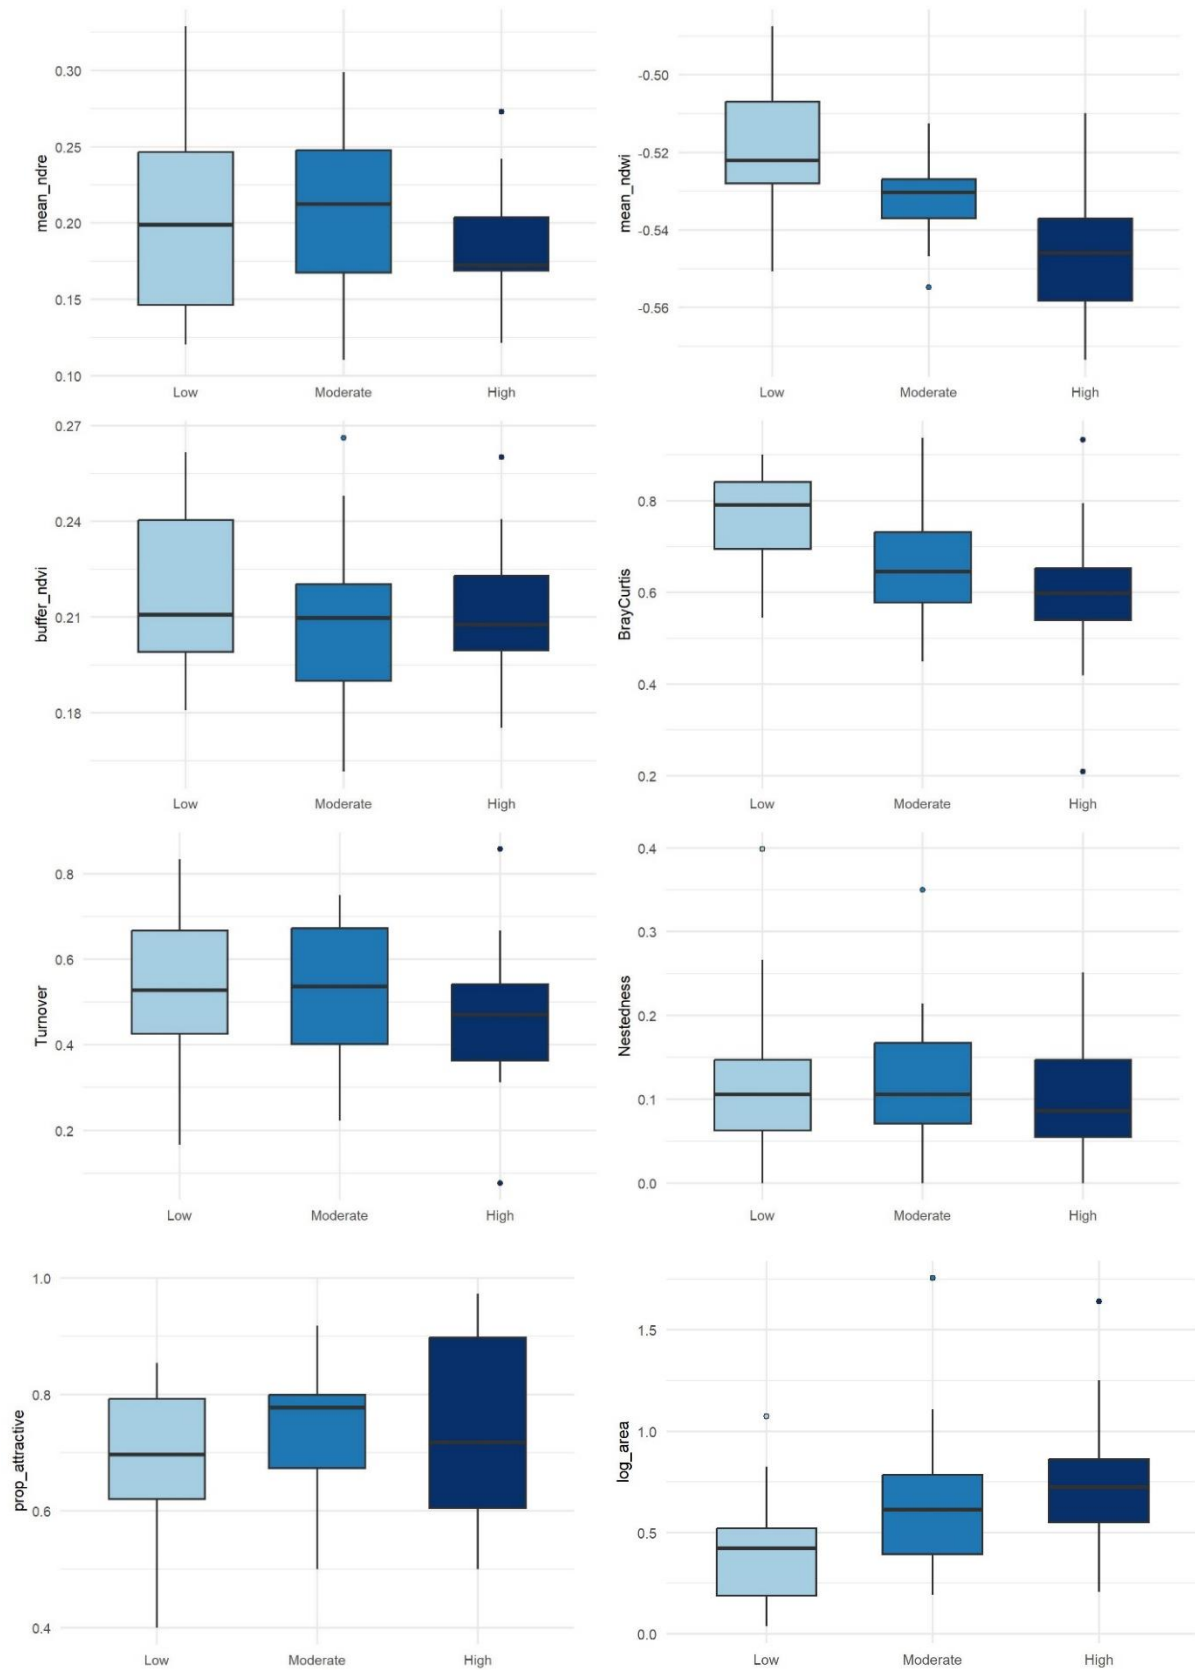 mean_ndre
0.30
0.25
0.20
0.15
0.10
Low Moderate High
mean_ndwi
-0.50
-0.52
-0.54
-0.56
Low Moderate High
buffer_ndvi
0.27
0.24
0.21
0.18
Low Moderate High
BrayCurtis
0.8
0.6
0.4
0.2
Low Moderate High
Turnover
0.8
0.6
0.4
0.2
Low Moderate High
Nestedness
0.4
0.3
0.2
0.1
0.0
Low Moderate High
prop_attractive
1.0
0.8
0.6
0.4
Low Moderate High
log_area
1.5
1.0
0.5
0.0
Low Moderate High